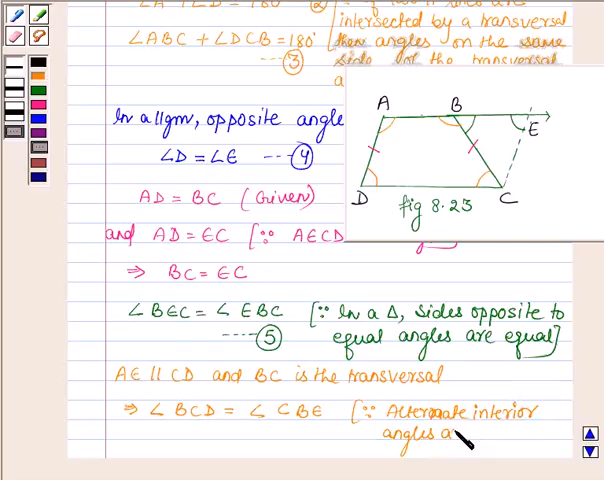 ∠ABC + ∠DCB = 180°
intersected by a transversal
then angles on the same
side of the transversal
③
In a ||gm, opposite angle
∠D = ∠E ----④
AD = BC (Given)
and AD = EC [∵ AECD
⇒ BC = EC
∠BEC = ∠EBC [∵ In a Δ, sides opposite to
equal angles are equal]
-----⑤
AE || CD and BC is the transversal
⇒ ∠BCD = ∠CBE [∵ Alternate interior
angles a
A B
E
D C
fig 8.23